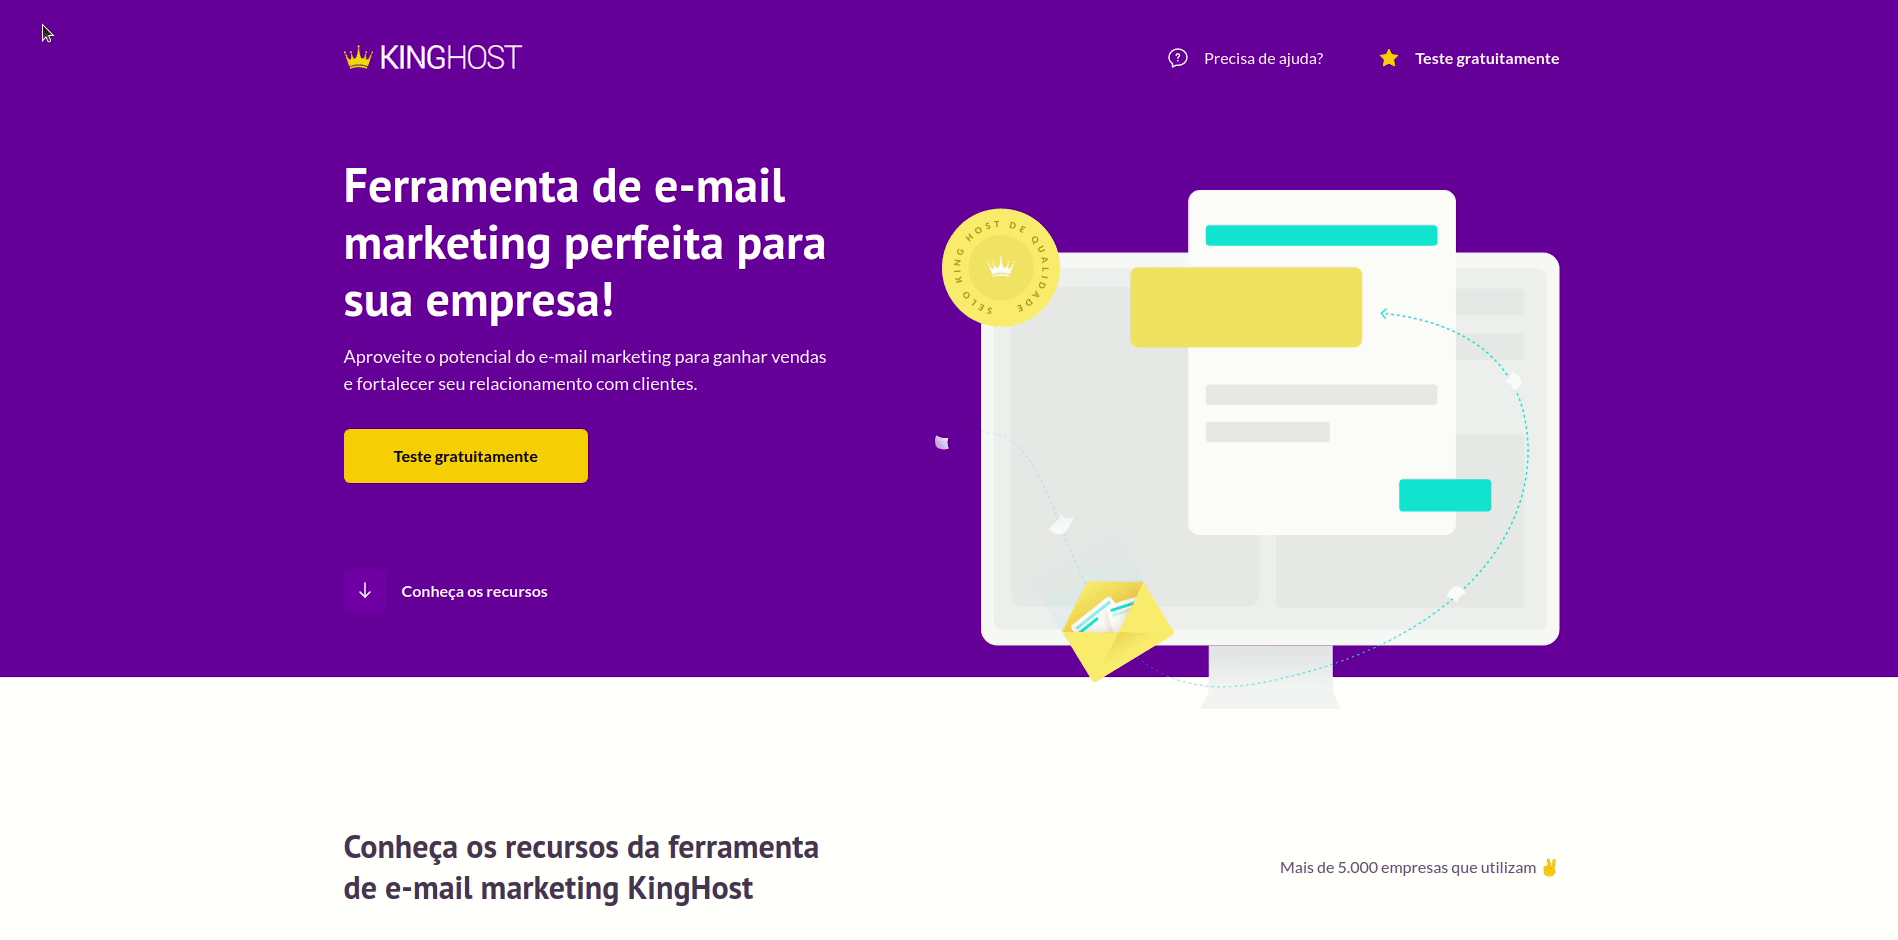 KINGHOST
Precisa de ajuda?
Teste gratuitamente
Ferramenta de e-mail
marketing perfeita para
sua empresa!
Aproveite o potencial do e-mail marketing para ganhar vendas
e fortalecer seu relacionamento com clientes.
Teste gratuitamente
Conheça os recursos
SELO KING HOST DE QUALIDADE
Conheça os recursos da ferramenta
de e-mail marketing KingHost
Mais de 5.000 empresas que utilizam ✌